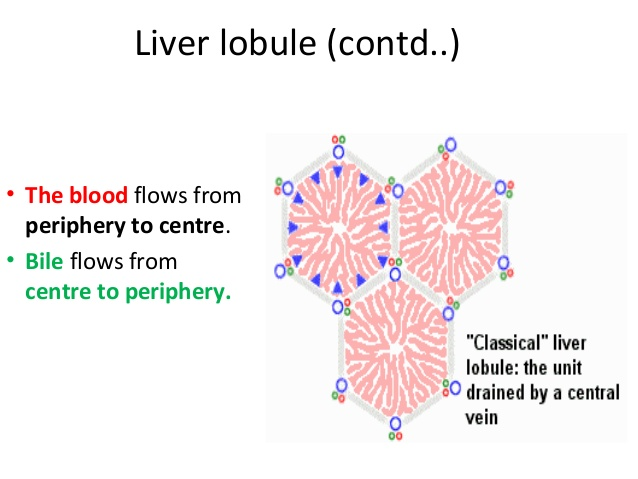 Liver lobule (contd..)
• The blood flows from
periphery to centre.
• Bile flows from
centre to periphery.
"Classical" liver
lobule: the unit
drained by a central
vein